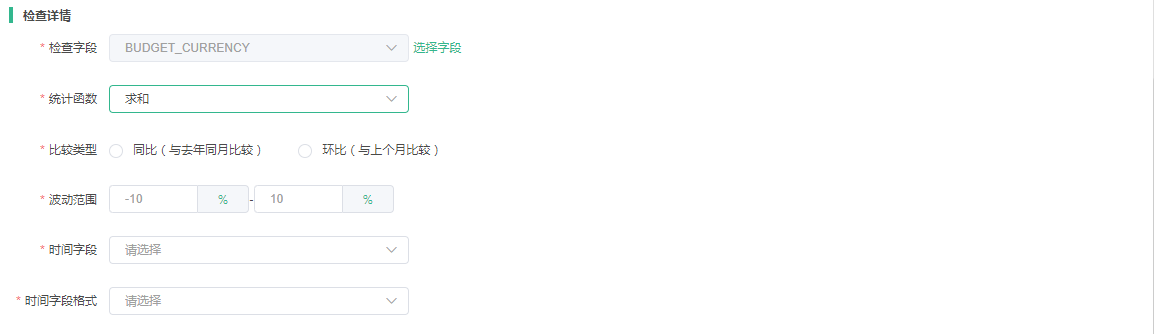 检查详情
* 检查字段 BUDGET_CURRENCY 选择字段
* 统计函数 求和
* 比较类型 同比（与去年同月比较） 环比（与上个月比较）
* 波动范围 -10 % - 10 %
* 时间字段 请选择
* 时间字段格式 请选择